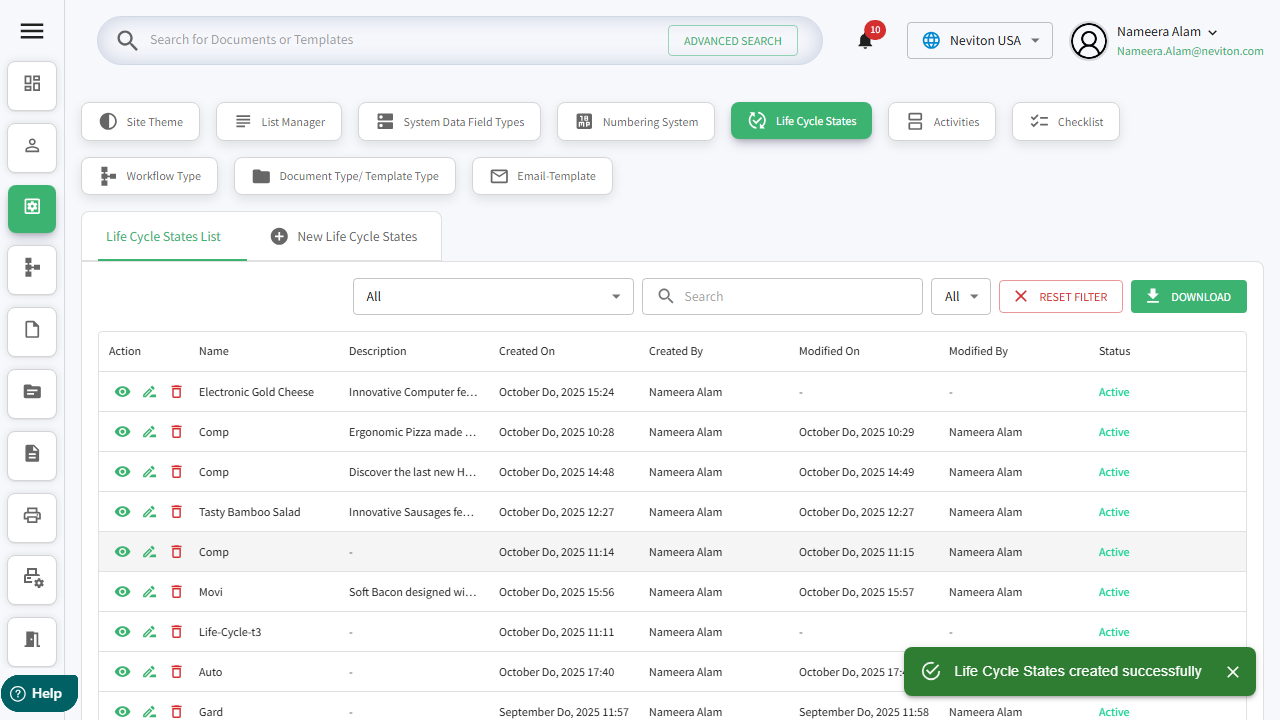 Search for Documents or Templates
ADVANCED SEARCH
10
Neviton USA
Nameera Alam
Nameera.Alam@neviton.com
Site Theme
List Manager
System Data Field Types
Numbering System
Life Cycle States
Activities
Checklist
Workflow Type
Document Type/ Template Type
Email-Template
Life Cycle States List
New Life Cycle States
All
Search
All
RESET FILTER
DOWNLOAD
Action Name Description Created On Created By Modified On Modified By Status
Electronic Gold Cheese Innovative Computer fe... October Do, 2025 15:24 Nameera Alam - - Active
Comp Ergonomic Pizza made ... October Do, 2025 10:28 Nameera Alam October Do, 2025 10:29 Nameera Alam Active
Comp Discover the last new H... October Do, 2025 14:48 Nameera Alam October Do, 2025 14:49 Nameera Alam Active
Tasty Bamboo Salad Innovative Sausages fe... October Do, 2025 12:27 Nameera Alam October Do, 2025 12:27 Nameera Alam Active
Comp - October Do, 2025 11:14 Nameera Alam October Do, 2025 11:15 Nameera Alam Active
Movi Soft Bacon designed wi... October Do, 2025 15:56 Nameera Alam October Do, 2025 15:57 Nameera Alam Active
Life-Cycle-t3 - October Do, 2025 11:11 Nameera Alam - - Active
Auto - October Do, 2025 17:40 Nameera Alam October Do, 2025
Gard - September Do, 2025 11:57 Nameera Alam September Do, 2025 11:58 Nameera Alam Active
Life Cycle States created successfully
Help